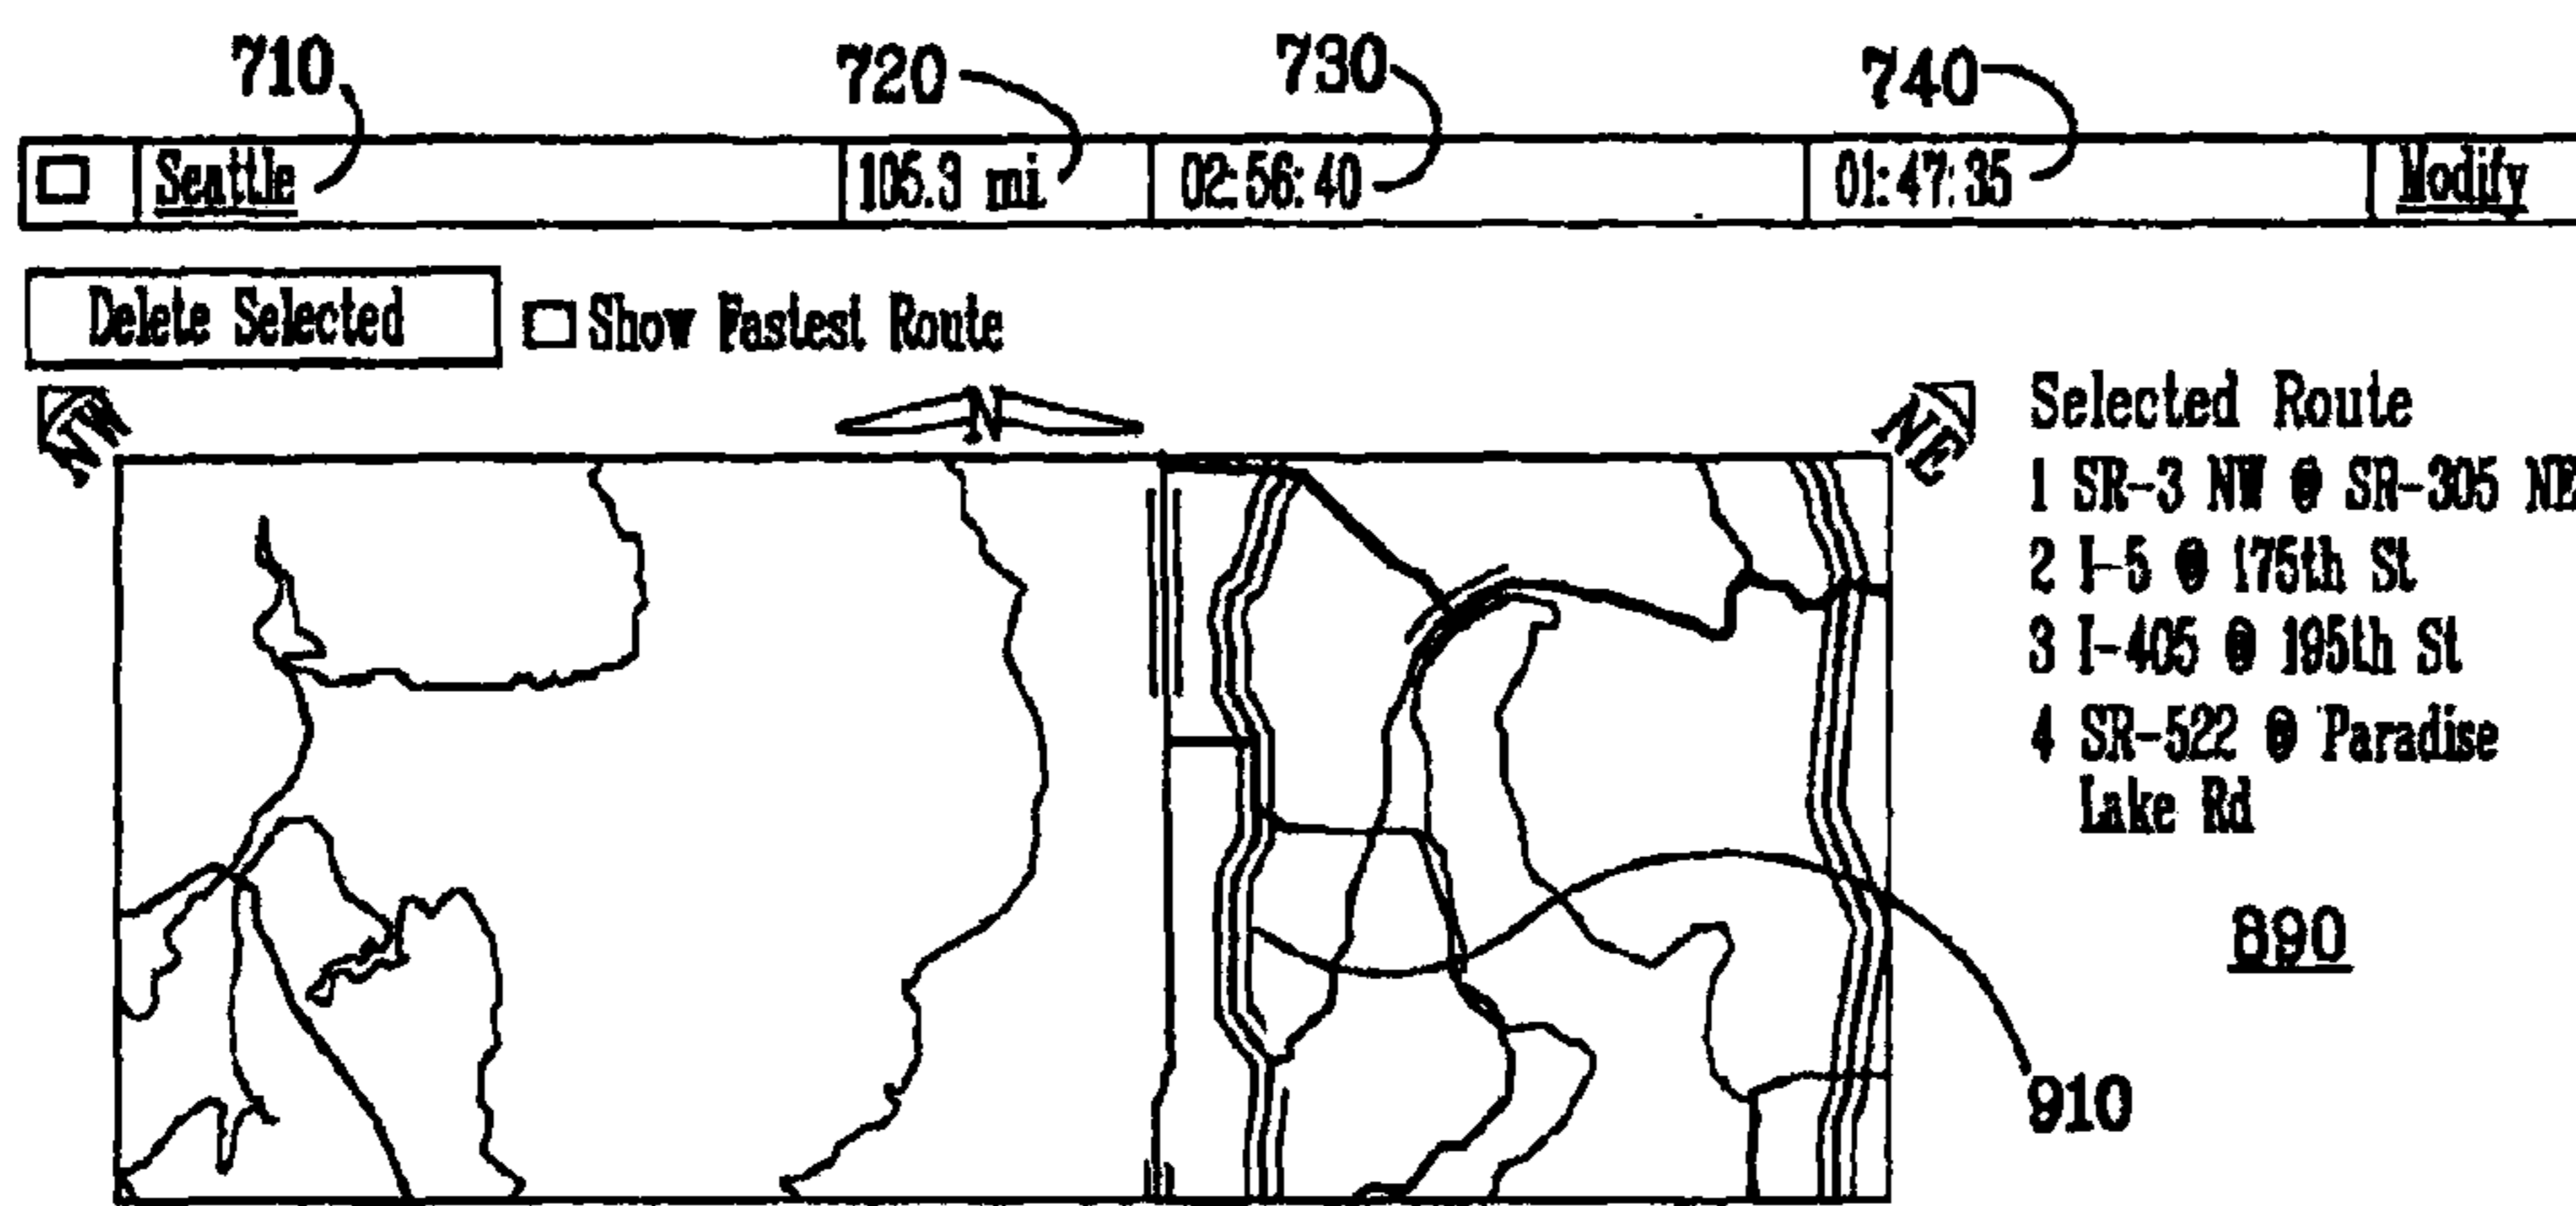 710 720 730 740
Seattle 105.3 mi. 02:56:40 01:47:35 Modify
Delete Selected Show Fastest Route
NW N NE
Selected Route
1 SR-3 NW @ SR-305 NE
2 I-5 @ 175th St
3 I-405 @ 195th St
4 SR-522 @ Paradise
Lake Rd
890
910